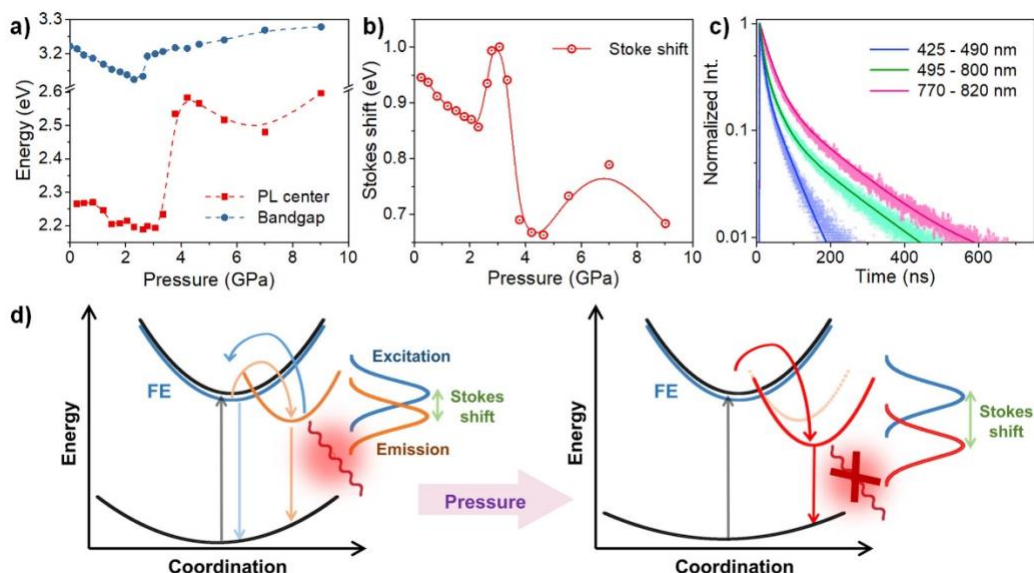 a)
3.3
3.2
2.6
2.5
2.4
2.3
2.2
Energy (eV)
PL center
Bandgap
0 2 4 6 8 10
Pressure (GPa)
b)
1.0
0.9
0.8
0.7
Stokes shift (eV)
Stoke shift
0 2 4 6 8 10
Pressure (GPa)
c)
1
0.1
0.01
Normalized Int.
425 - 490 nm
495 - 800 nm
770 - 820 nm
0 200 400 600
Time (ns)
d)
Energy
FE
Excitation
Stokes
shift
Emission
Coordination
Pressure
Energy
FE
Stokes
shift
Coordination